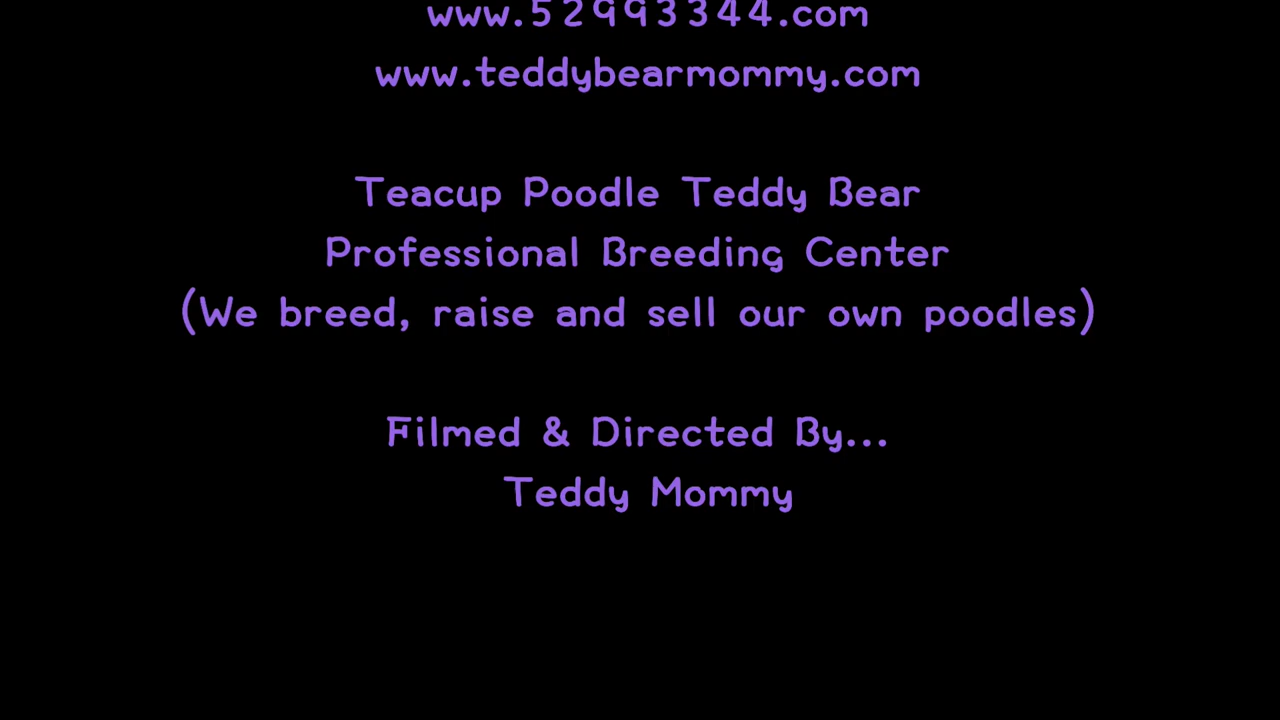 www.52993344.com
www.teddybearmommy.com
Teacup Poodle Teddy Bear
Professional Breeding Center
(We breed, raise and sell our own poodles)
Filmed & Directed By...
Teddy Mommy